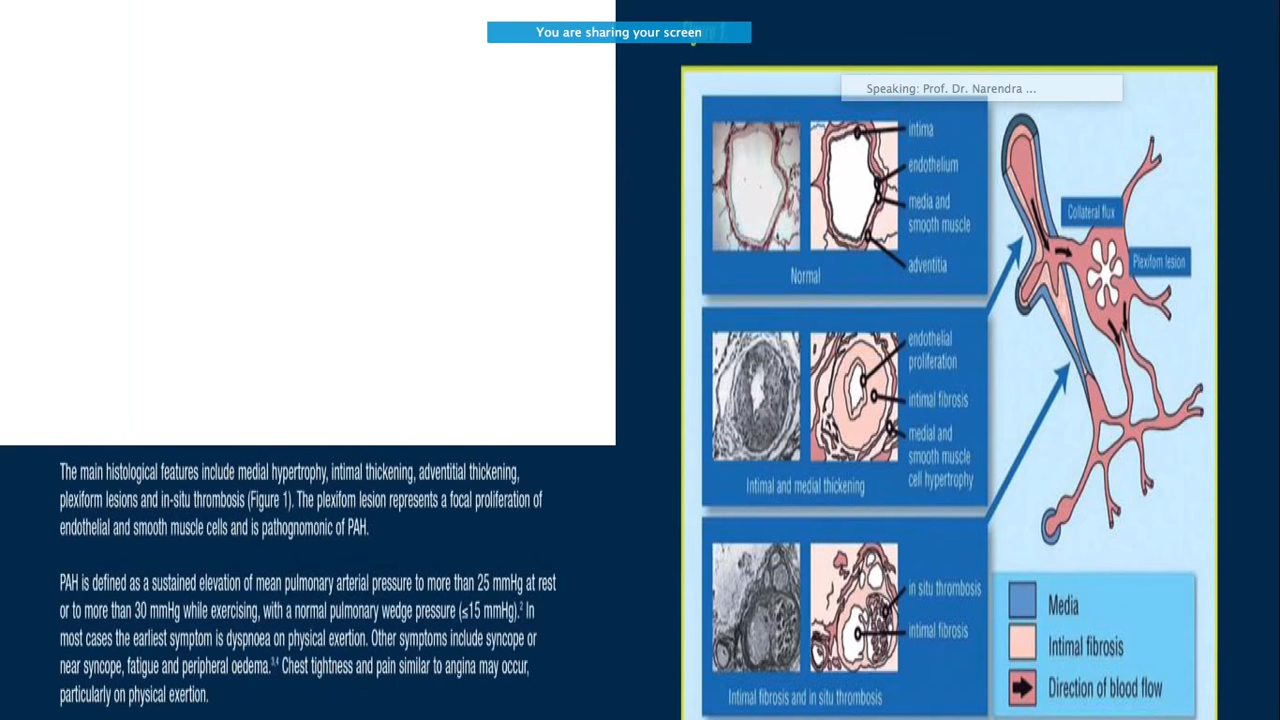 You are sharing your screen
Figure 1
Speaking: Prof. Dr. Narendra ...
intima
endothelium
media and
smooth muscle
adventitia
Normal
endothelial
proliferation
intimal fibrosis
medial and
smooth muscle
cell hypertrophy
Intimal and medial thickening
in situ thrombosis
intimal fibrosis
Intimal fibrosis and in situ thrombosis
Collateral flux
Plexifom lesion
Media
Intimal fibrosis
Direction of blood flow
The main histological features include medial hypertrophy, intimal thickening, adventitial thickening,
plexiform lesions and in-situ thrombosis (Figure 1). The plexifom lesion represents a focal proliferation of
endothelial and smooth muscle cells and is pathognomonic of PAH.
PAH is defined as a sustained elevation of mean pulmonary arterial pressure to more than 25 mmHg at rest
or to more than 30 mmHg while exercising, with a normal pulmonary wedge pressure (≤15 mmHg).² In
most cases the earliest symptom is dyspnoea on physical exertion. Other symptoms include syncope or
near syncope, fatigue and peripheral oedema.³,⁴ Chest tightness and pain similar to angina may occur,
particularly on physical exertion.